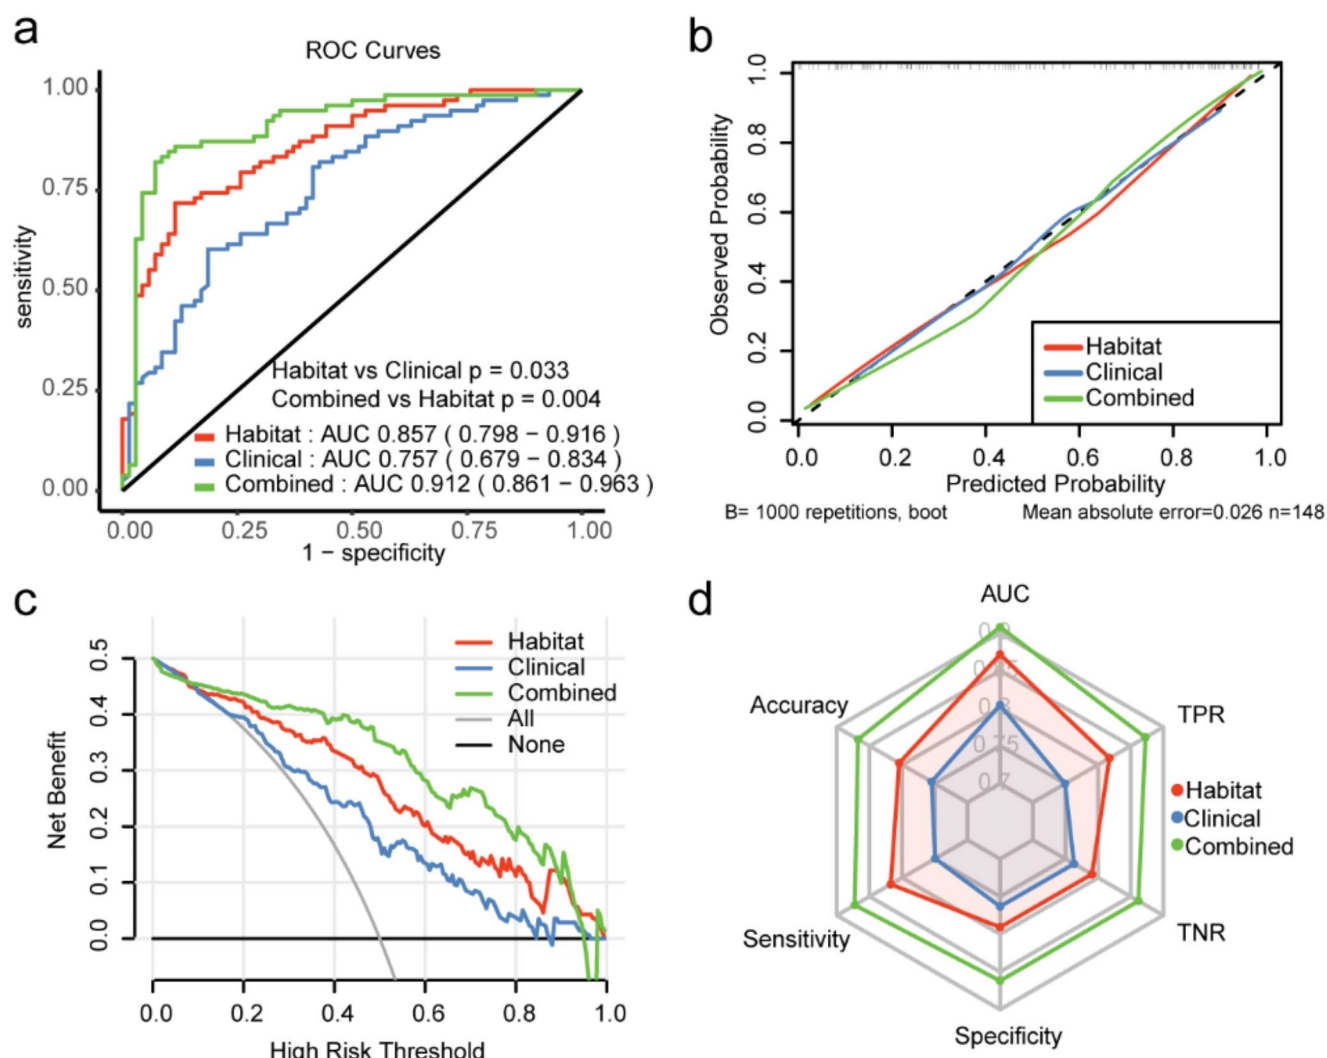 a
ROC Curves
1.00
0.75
0.50
0.25
0.00
sensitivity
Habitat vs Clinical p = 0.033
Combined vs Habitat p = 0.004
Habitat : AUC 0.857 ( 0.798 − 0.916 )
Clinical : AUC 0.757 ( 0.679 − 0.834 )
Combined : AUC 0.912 ( 0.861 − 0.963 )
0.00 0.25 0.50 0.75 1.00
1 − specificity
b
1.0
0.8
0.6
0.4
0.2
0.0
Observed Probability
Habitat
Clinical
Combined
0.0 0.2 0.4 0.6 0.8 1.0
Predicted Probability
B= 1000 repetitions, boot Mean absolute error=0.026 n=148
c
0.5
0.4
0.3
0.2
0.1
0.0
Net Benefit
Habitat
Clinical
Combined
All
None
0.0 0.2 0.4 0.6 0.8 1.0
High Risk Threshold
d
AUC
Accuracy
TPR
0.75
0.7
Habitat
Clinical
Combined
Sensitivity
TNR
Specificity